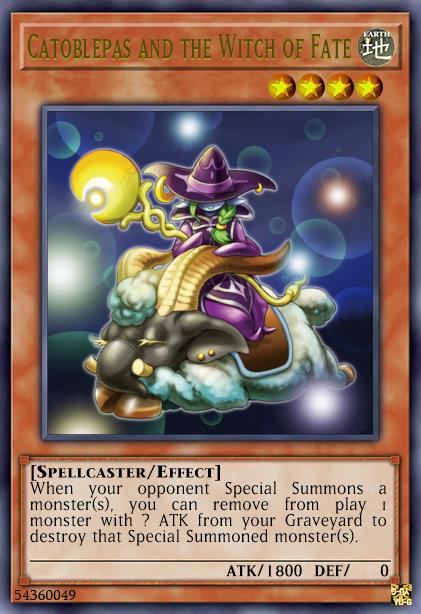 Catoblepas and the Witch of Fate
EARTH
地
[Spellcaster/Effect]
When your opponent Special Summons a
monster(s), you can remove from play 1
monster with ? ATK from your Graveyard to
destroy that Special Summoned monster(s).
ATK/1800 DEF/ 0
54360049